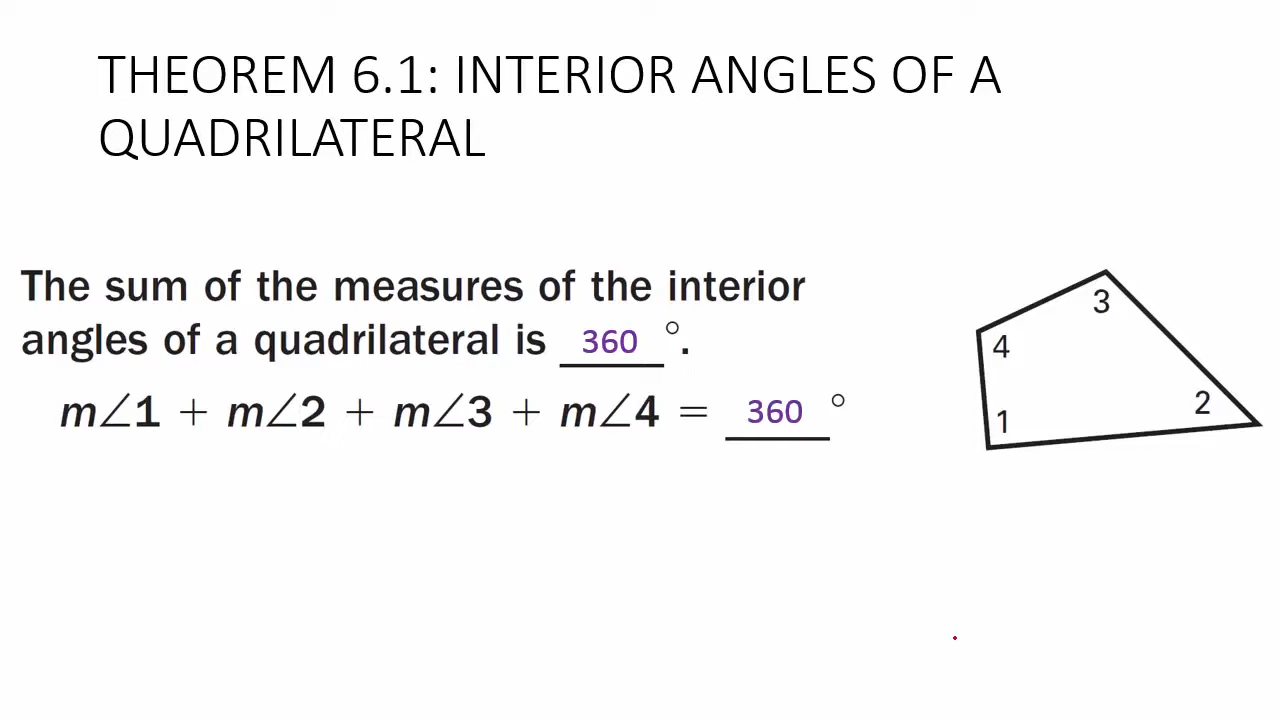 THEOREM 6.1: INTERIOR ANGLES OF A
QUADRILATERAL
The sum of the measures of the interior
angles of a quadrilateral is 360°.
m∠1 + m∠2 + m∠3 + m∠4 = 360°
3
4
2
1